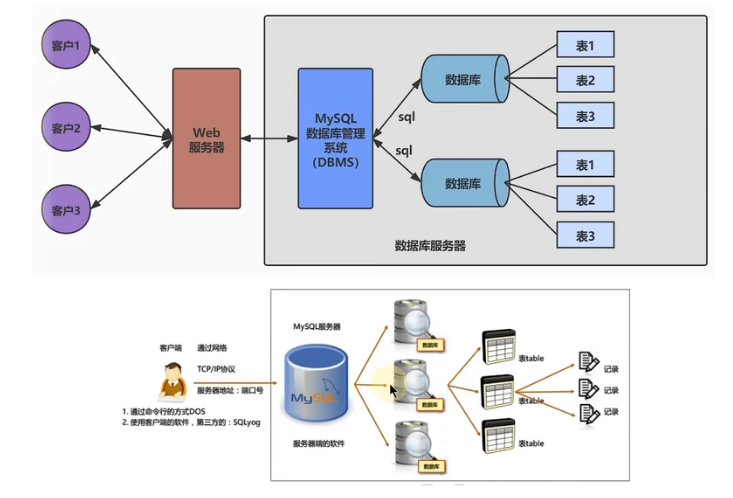 客户1
客户2
客户3
Web
服务器
MySQL
数据库管理
系统
（DBMS）
sql
sql
数据库
数据库
表1
表2
表3
表1
表2
表3
数据库服务器
客户端
通过网络
TCP/IP协议
服务器地址：端口号
1. 通过命令行的方式DOS
2. 使用客户端的软件，第三方的：SQLyog
MySQL服务器
MySQL
服务器端的软件
数据库
数据库
数据库
表table
表table
表table
记录
记录
记录